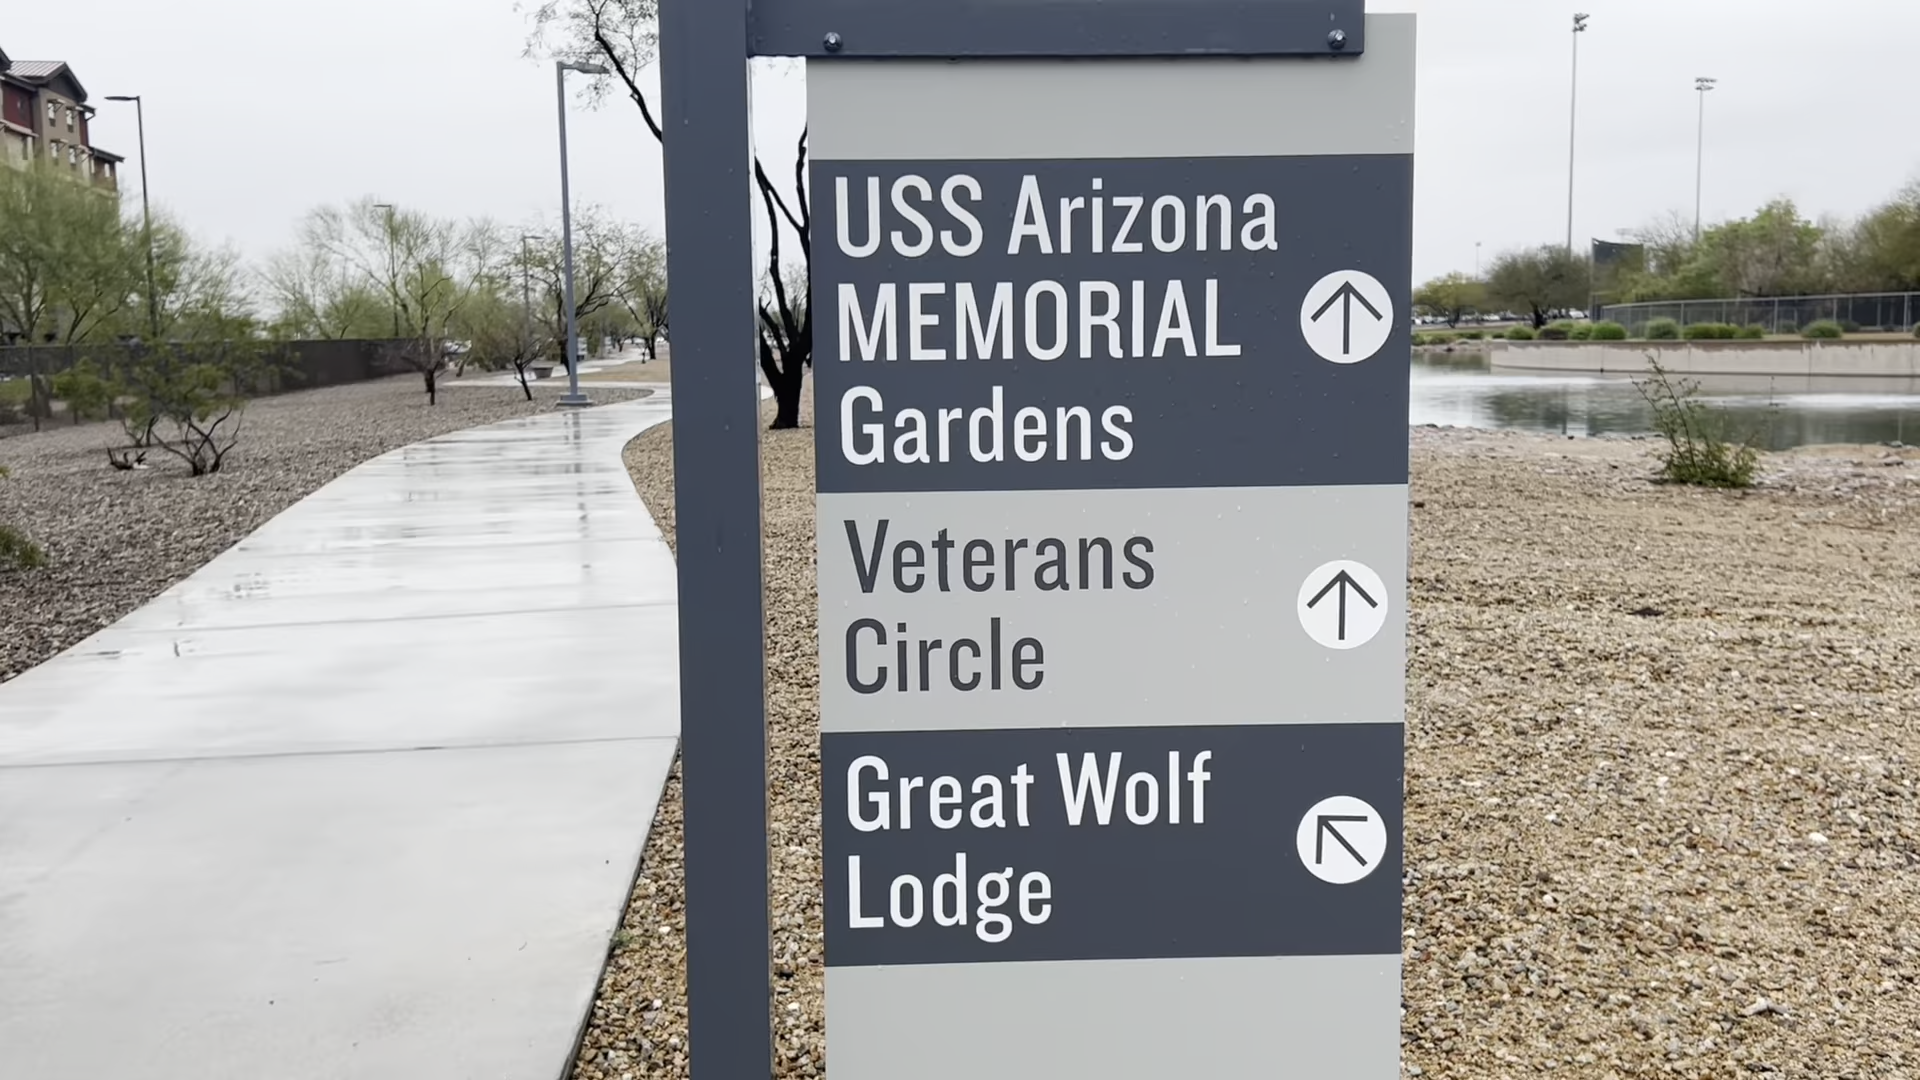 USS Arizona
MEMORIAL
Gardens
Veterans
Circle
Great Wolf
Lodge